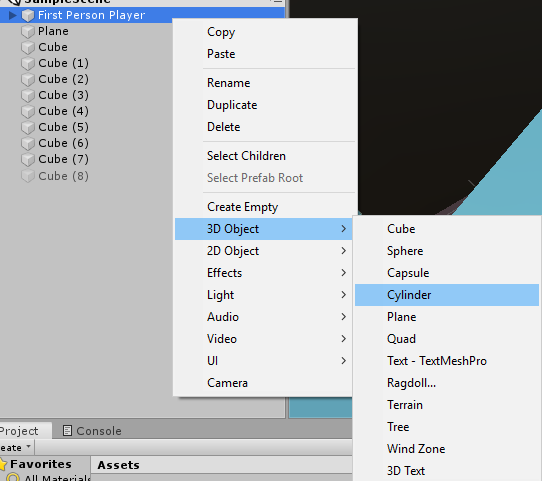 SampleScene
First Person Player
Plane
Cube
Cube (1)
Cube (2)
Cube (3)
Cube (4)
Cube (5)
Cube (6)
Cube (7)
Cube (8)
Copy
Paste
Rename
Duplicate
Delete
Select Children
Select Prefab Root
Create Empty
3D Object
2D Object
Effects
Light
Audio
Video
UI
Camera
Cube
Sphere
Capsule
Cylinder
Plane
Quad
Text - TextMeshPro
Ragdoll...
Terrain
Tree
Wind Zone
3D Text
Project
Console
eate
Favorites
Assets
All Materials